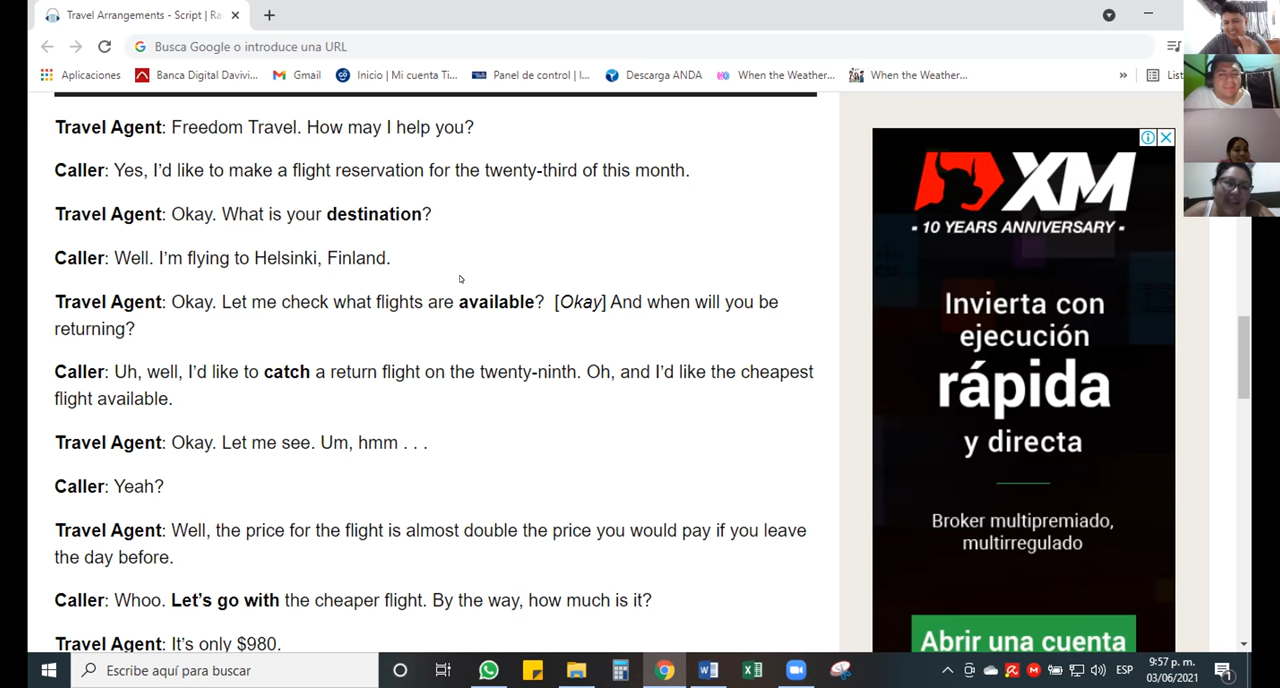 Travel Arrangements - Script | Ra
Busca Google o introduce una URL
Aplicaciones
Banca Digital Davivi...
Gmail
Inicio | Mi cuenta Ti...
Panel de control | I...
Descarga ANDA
When the Weather...
When the Weather...
»
List
Travel Agent: Freedom Travel. How may I help you?
Caller: Yes, I’d like to make a flight reservation for the twenty-third of this month.
Travel Agent: Okay. What is your destination?
Caller: Well. I’m flying to Helsinki, Finland.
Travel Agent: Okay. Let me check what flights are available? [Okay] And when will you be
returning?
Caller: Uh, well, I’d like to catch a return flight on the twenty-ninth. Oh, and I’d like the cheapest
flight available.
Travel Agent: Okay. Let me see. Um, hmm . . .
Caller: Yeah?
Travel Agent: Well, the price for the flight is almost double the price you would pay if you leave
the day before.
Caller: Whoo. Let’s go with the cheaper flight. By the way, how much is it?
Travel Agent: It’s only $980.
XM
- 10 YEARS ANNIVERSARY -
Invierta con
ejecución
rápida
y directa
Broker multipremiado,
multirregulado
Abrir una cuenta
Escribe aquí para buscar
ESP
9:57 p. m.
03/06/2021
1